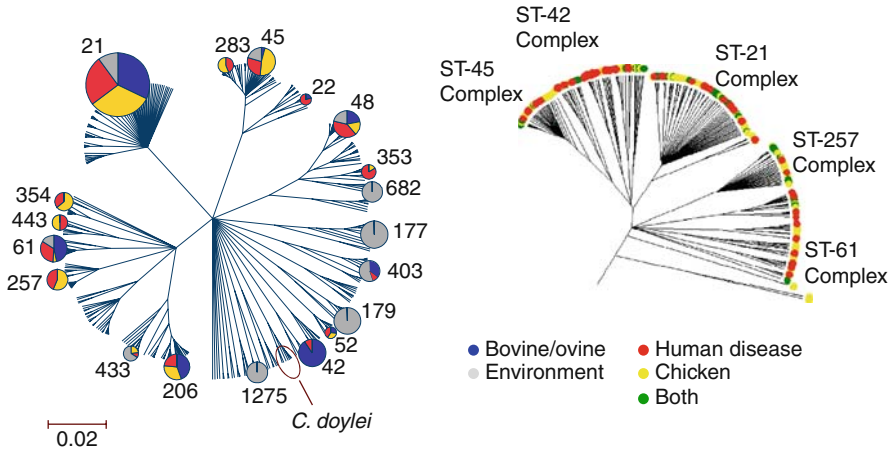 21
283
45
22
48
353
682
177
403
179
52
42
1275
206
433
257
61
443
354
C. doylei
0.02
ST-42
Complex
ST-45
Complex
ST-21
Complex
ST-257
Complex
ST-61
Complex
Bovine/ovine
Environment
Human disease
Chicken
Both